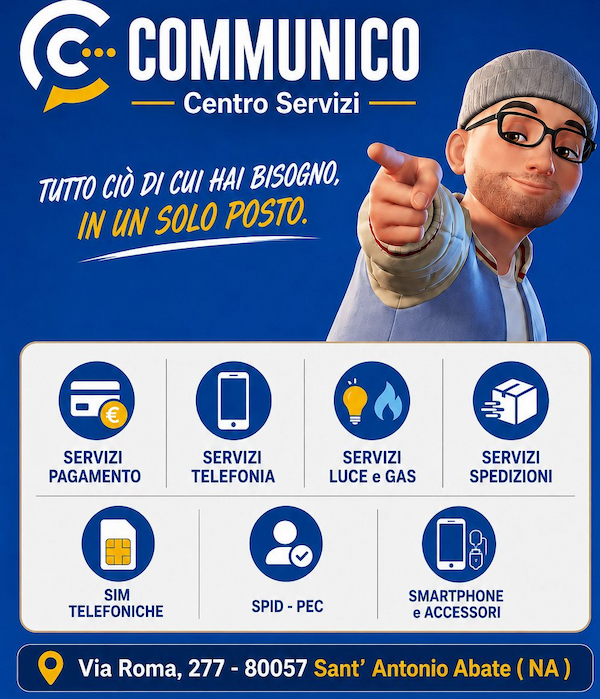 C
COMMUNICO
Centro Servizi
TUTTO CIÒ DI CUI HAI BISOGNO,
IN UN SOLO POSTO.
€
SERVIZI
PAGAMENTO
SERVIZI
TELEFONIA
SERVIZI
LUCE e GAS
SERVIZI
SPEDIZIONI
SIM
TELEFONICHE
SPID - PEC
SMARTPHONE
e ACCESSORI
Via Roma, 277 - 80057 Sant' Antonio Abate ( NA )